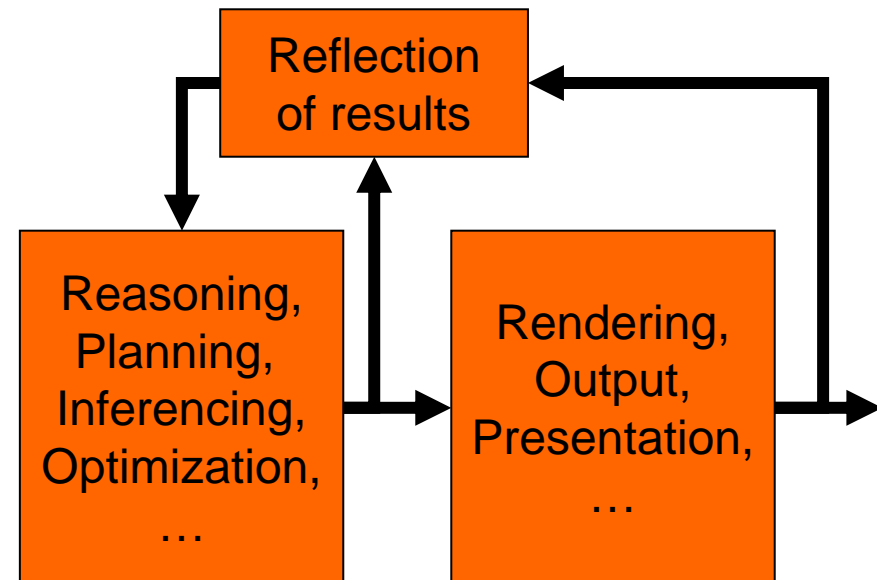 Reflection
of results
Reasoning,
Planning,
Inferencing,
Optimization,
…
Rendering,
Output,
Presentation,
…